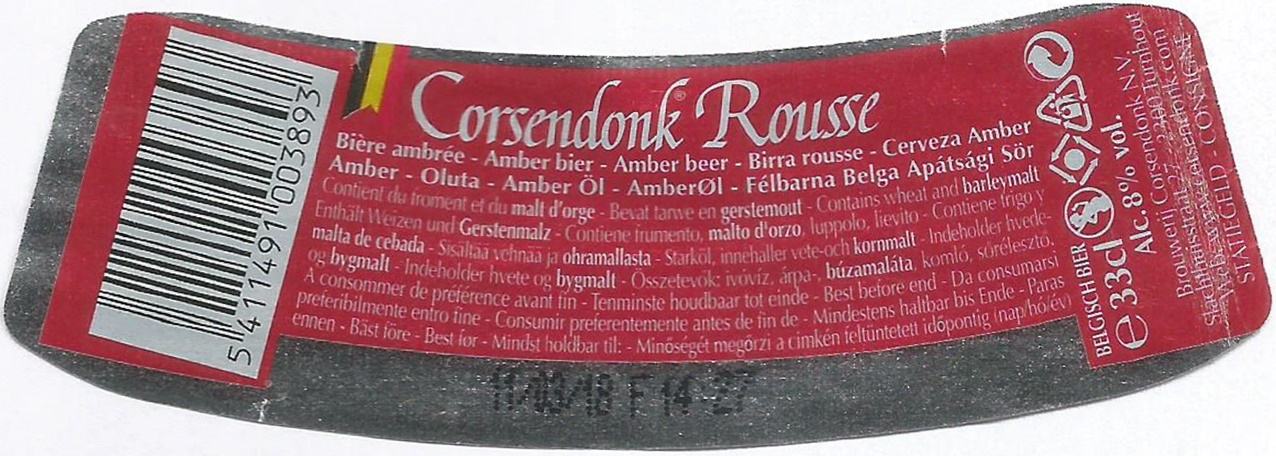 5 411491 003893
Corsendonk® Rousse
Bière ambrée - Amber bier - Amber beer - Birra rousse - Cerveza Amber
Amber - Oluta - Amber Öl - AmberØl - Félbarna Belga Apátsági Sör
Contient du froment et du malt d'orge - Bevat tarwe en gerstemout - Contains wheat and barleymalt
Enthält Weizen und Gerstenmalz - Contiene frumento, malto d'orzo, luppolo, lievito - Contiene trigo y
malta de cebada - Sisältää vehnää ja ohramallasta - Starköl, innehaller vete-och kornmalt - Indeholder hvede-
og bygmalt - Indeholder hvete og bygmalt - Összetevők: ivóvíz, árpa-, búzamaláta, komló, sörélesztő.
A consommer de préférence avant fin - Tenminste houdbaar tot einde - Best before end - Da consumarsi
preferibilmente entro fine - Consumir preferentemente antes de fin de - Mindestens haltbar bis Ende - Paras
ennen - Bäst före - Best før - Mindst holdbar til: - Minőségét megőrzi a címkén feltüntetett időpontig (nap/hó/év)
11/03/18 F 14 27
BELGISCH BIER
e 33cl Alc. 8% vol.
Brouwerij Corsendonk N.V.
Slachthuisstraat 27 - 2300 Turnhout
STATIEGELD - CONSIGNE